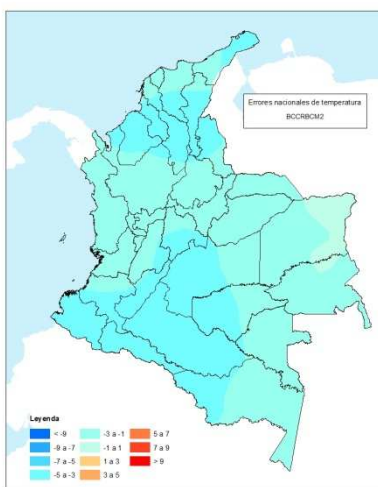 Errores nacionales de temperatura
BCCRBCM2
Leyenda
< -9
-9 a -7
-7 a -5
-5 a -3
-3 a -1
-1 a 1
1 a 3
3 a 5
5 a 7
7 a 9
> 9